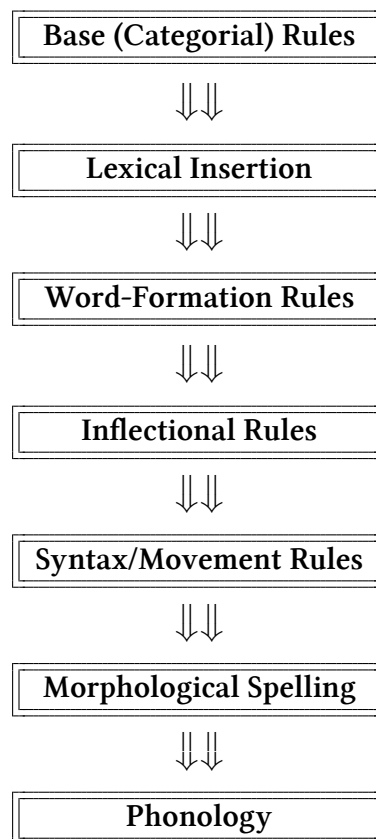 Base (Categorial) Rules
⇓⇓
Lexical Insertion
⇓⇓
Word-Formation Rules
⇓⇓
Inflectional Rules
⇓⇓
Syntax/Movement Rules
⇓⇓
Morphological Spelling
⇓⇓
Phonology